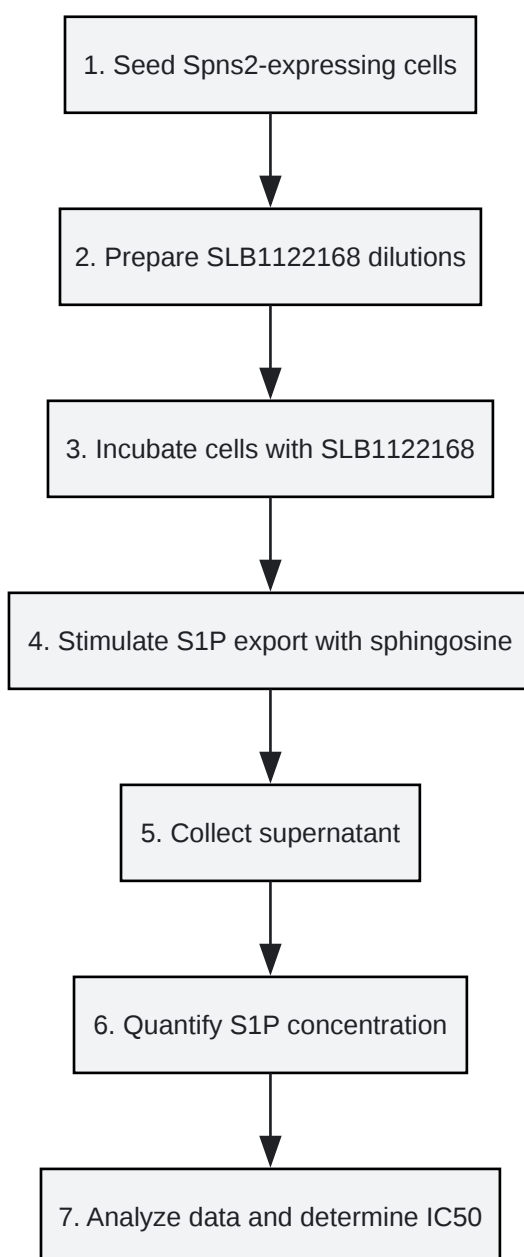 1. Seed Spns2-expressing cells
2. Prepare SLB1122168 dilutions
3. Incubate cells with SLB1122168
4. Stimulate S1P export with sphingosine
5. Collect supernatant
6. Quantify S1P concentration
7. Analyze data and determine IC50